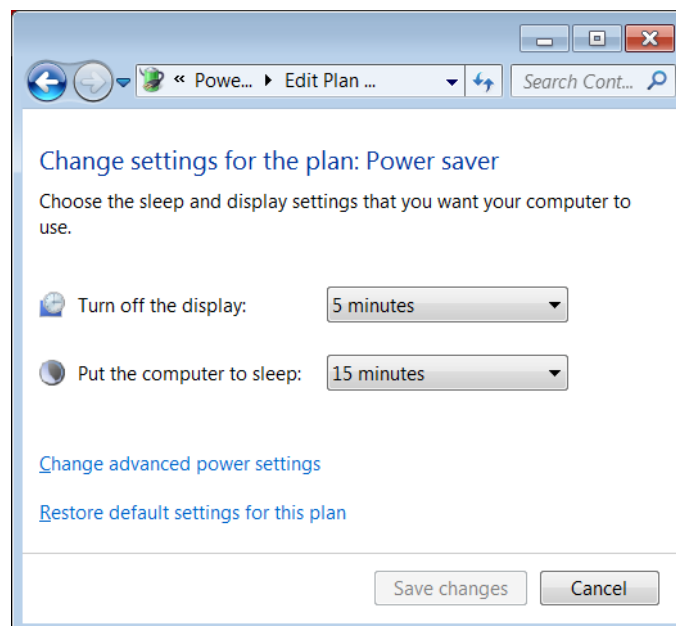 « Powe... Edit Plan ... Search Cont...
Change settings for the plan: Power saver
Choose the sleep and display settings that you want your computer to
use.
Turn off the display: 5 minutes
Put the computer to sleep: 15 minutes
Change advanced power settings
Restore default settings for this plan
Save changes Cancel